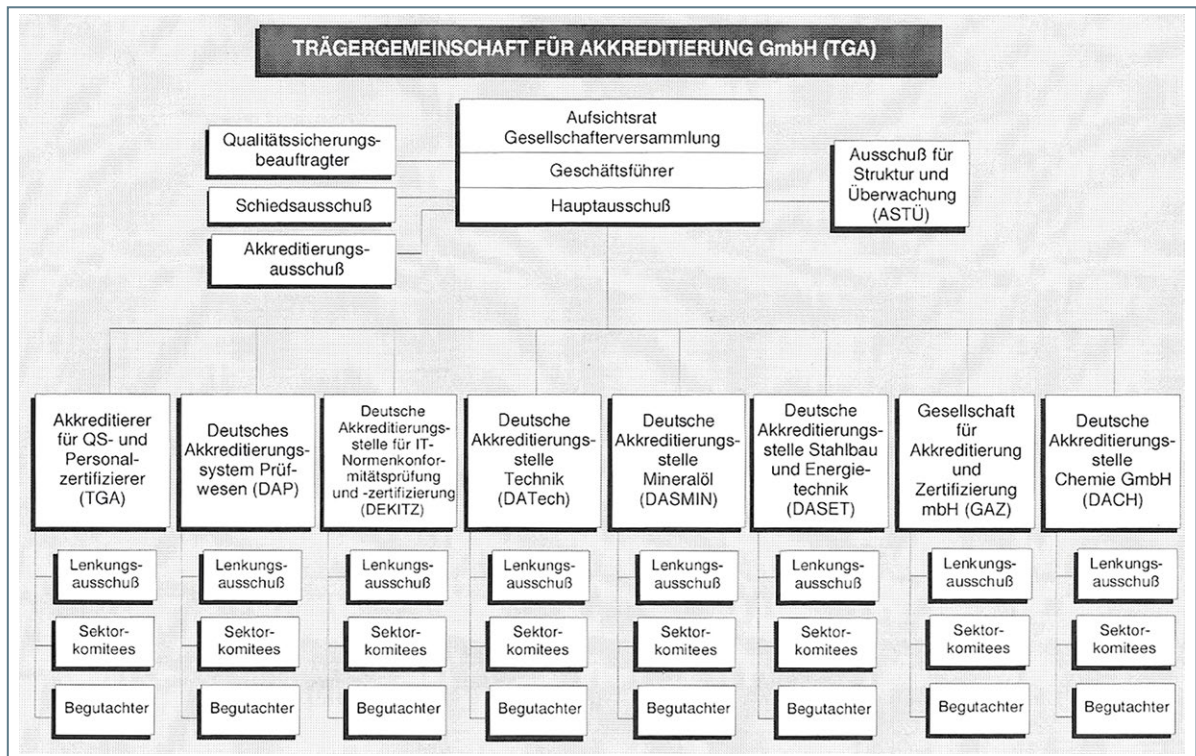 TRÄGERGEMEINSCHAFT FÜR AKKREDITIERUNG GmbH (TGA)
Aufsichtsrat
Gesellschafterversammlung
Geschäftsführer
Hauptausschuß
Qualitätssicherungs-
beauftragter
Schiedsausschuß
Akkreditierungs-
ausschuß
Ausschuß für
Struktur und
Überwachung
(ASTÜ)
Akkreditierer
für QS- und
Personal-
zertifizierer
(TGA)
Deutsches
Akkreditierungs-
system Prüf-
wesen (DAP)
Deutsche
Akkreditierungs-
stelle für IT-
Normenkonfor-
mitätsprüfung
und -zertifizierung
(DEKITZ)
Deutsche
Akkreditierungs-
stelle
Technik
(DATech)
Deutsche
Akkreditierungs-
stelle
Mineralöl
(DASMIN)
Deutsche
Akkreditierungs-
stelle Stahlbau
und Energie-
technik
(DASET)
Gesellschaft
für
Akkreditierung
und
Zertifizierung
mbH (GAZ)
Deutsche
Akkreditierungs-
stelle
Chemie GmbH
(DACH)
Lenkungs-
ausschuß
Lenkungs-
ausschuß
Lenkungs-
ausschuß
Lenkungs-
ausschuß
Lenkungs-
ausschuß
Lenkungs-
ausschuß
Lenkungs-
ausschuß
Lenkungs-
ausschuß
Sektor-
komitees
Sektor-
komitees
Sektor-
komitees
Sektor-
komitees
Sektor-
komitees
Sektor-
komitees
Sektor-
komitees
Sektor-
komitees
Begutachter
Begutachter
Begutachter
Begutachter
Begutachter
Begutachter
Begutachter
Begutachter